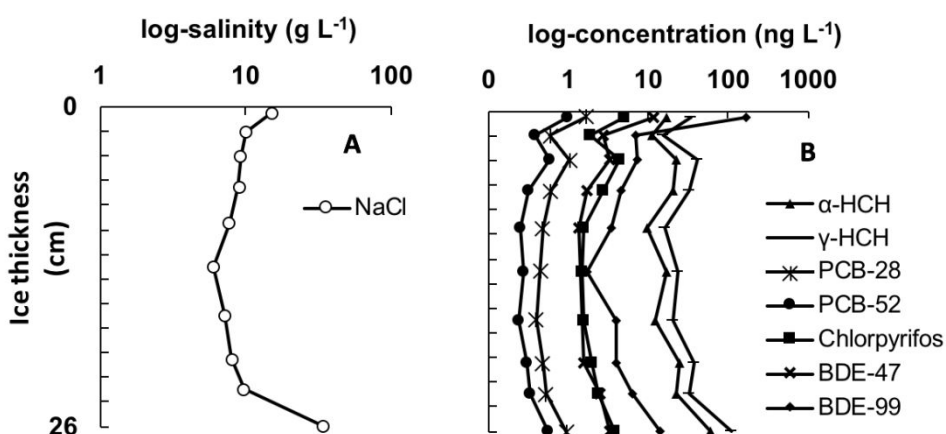 log-salinity (g L⁻¹)
1 10 100
0
26
Ice thickness
(cm)
A
NaCl
log-concentration (ng L⁻¹)
0 1 10 100 1000
B
α-HCH
γ-HCH
PCB-28
PCB-52
Chlorpyrifos
BDE-47
BDE-99